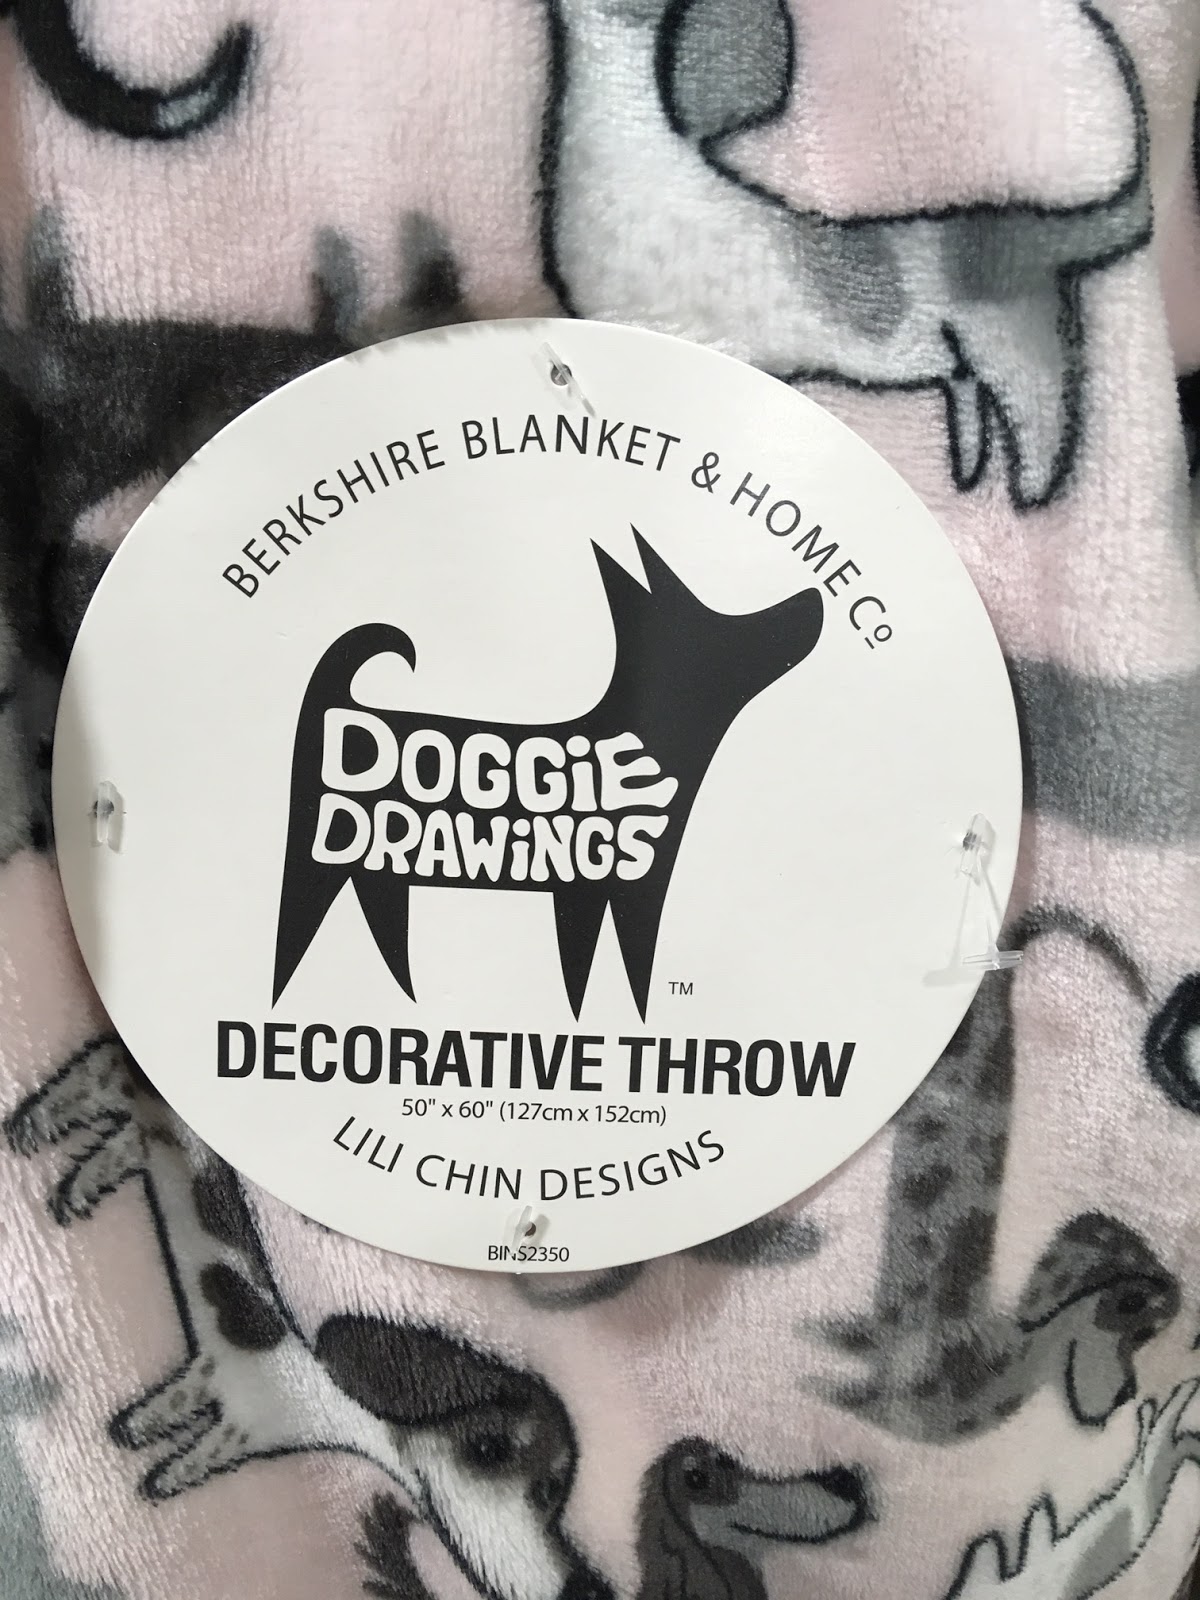 BERKSHIRE BLANKET & HOME Cº
DOGGiE
DRAWiNGS
TM
DECORATIVE THROW
50" x 60" (127cm x 152cm)
LILI CHIN DESIGNS
BINS2350